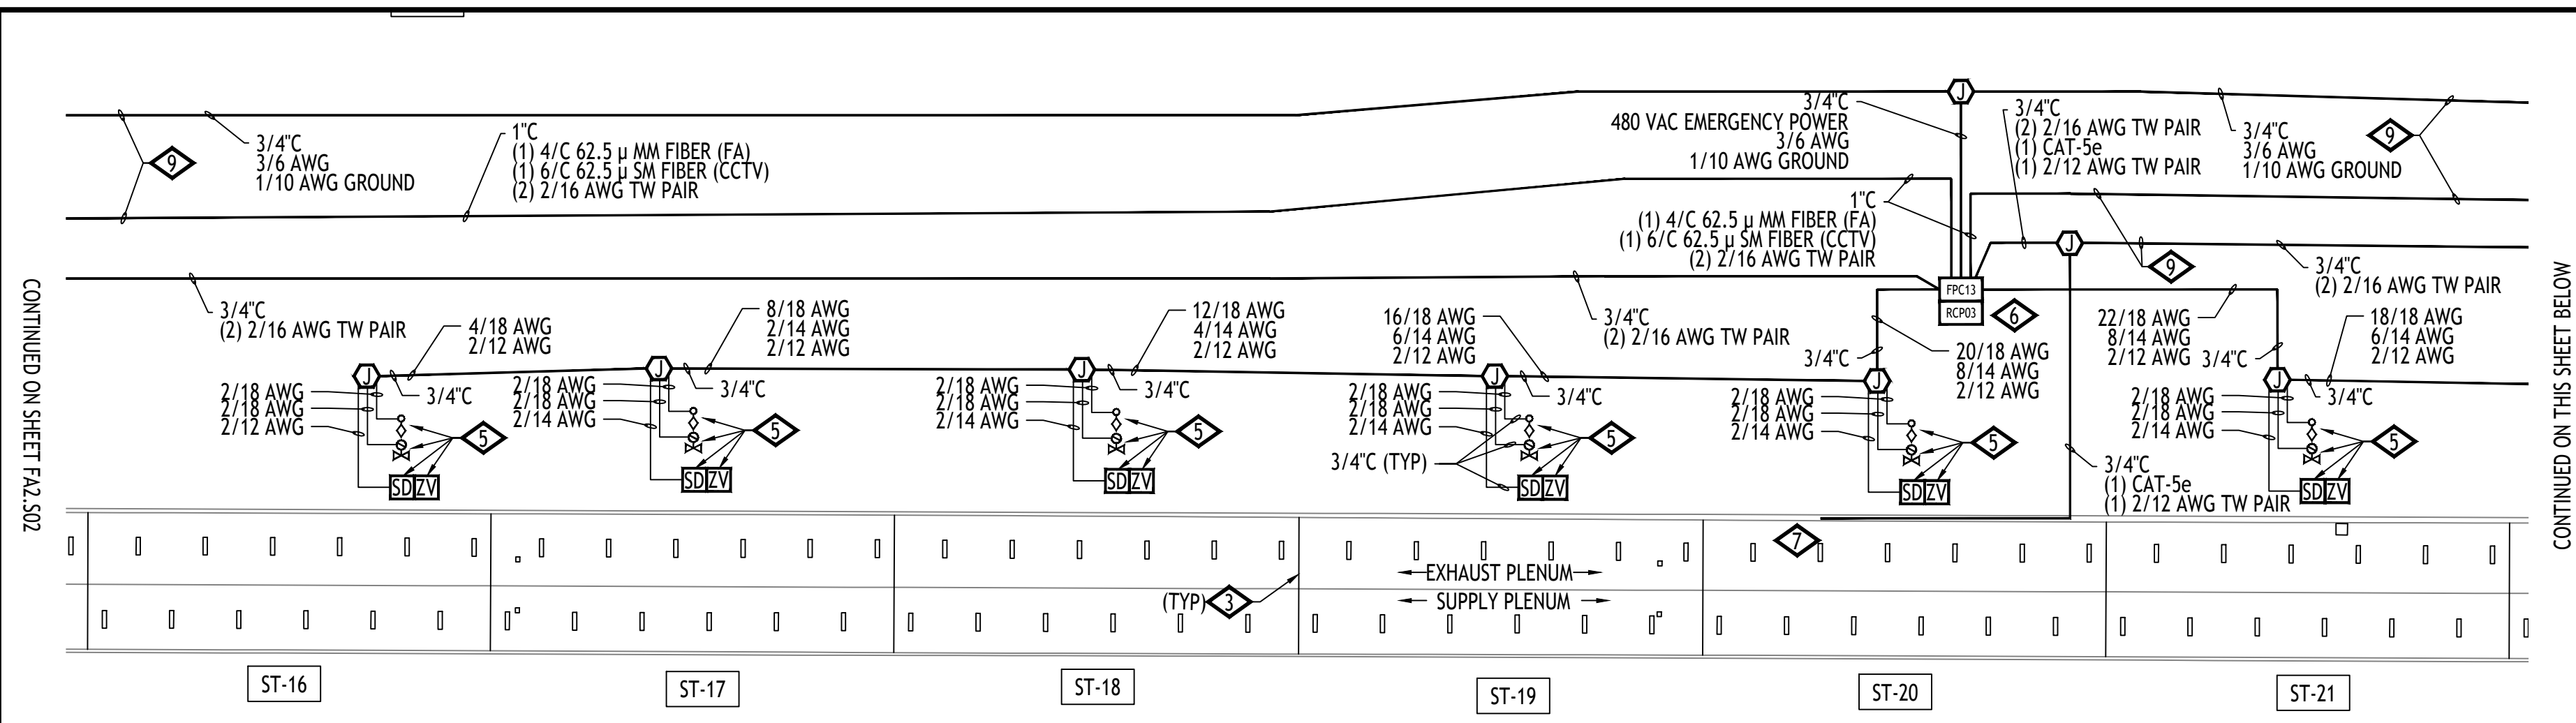 J
3/4"C
480 VAC EMERGENCY POWER
3/6 AWG
1/10 AWG GROUND
3/4"C
(2) 2/16 AWG TW PAIR
(1) CAT-5e
(1) 2/12 AWG TW PAIR
3/4"C
3/6 AWG
1/10 AWG GROUND
9
9
3/4"C
3/6 AWG
1/10 AWG GROUND
1"C
(1) 4/C 62.5 µ MM FIBER (FA)
(1) 6/C 62.5 µ SM FIBER (CCTV)
(2) 2/16 AWG TW PAIR
1"C
(1) 4/C 62.5 µ MM FIBER (FA)
(1) 6/C 62.5 µ SM FIBER (CCTV)
(2) 2/16 AWG TW PAIR
J
9
3/4"C
(2) 2/16 AWG TW PAIR
CONTINUED ON SHEET FA2.S02
CONTINUED ON THIS SHEET BELOW
3/4"C
(2) 2/16 AWG TW PAIR
4/18 AWG
2/12 AWG
8/18 AWG
2/14 AWG
2/12 AWG
12/18 AWG
4/14 AWG
2/12 AWG
16/18 AWG
6/14 AWG
2/12 AWG
3/4"C
(2) 2/16 AWG TW PAIR
FPC13
RCP03
6
3/4"C
20/18 AWG
8/14 AWG
2/12 AWG
22/18 AWG
8/14 AWG
2/12 AWG
3/4"C
18/18 AWG
6/14 AWG
2/12 AWG
J
3/4"C
2/18 AWG
2/18 AWG
2/12 AWG
5
SD ZV
J
3/4"C
2/18 AWG
2/18 AWG
2/14 AWG
5
SD ZV
J
3/4"C
2/18 AWG
2/18 AWG
2/14 AWG
5
SD ZV
J
3/4"C
2/18 AWG
2/18 AWG
2/14 AWG
3/4"C (TYP)
5
SD ZV
J
2/18 AWG
2/18 AWG
2/14 AWG
5
SD ZV
J
3/4"C
2/18 AWG
2/18 AWG
2/14 AWG
5
SD ZV
3/4"C
(1) CAT-5e
(1) 2/12 AWG TW PAIR
7
EXHAUST PLENUM
(TYP) 3
SUPPLY PLENUM
ST-16
ST-17
ST-18
ST-19
ST-20
ST-21